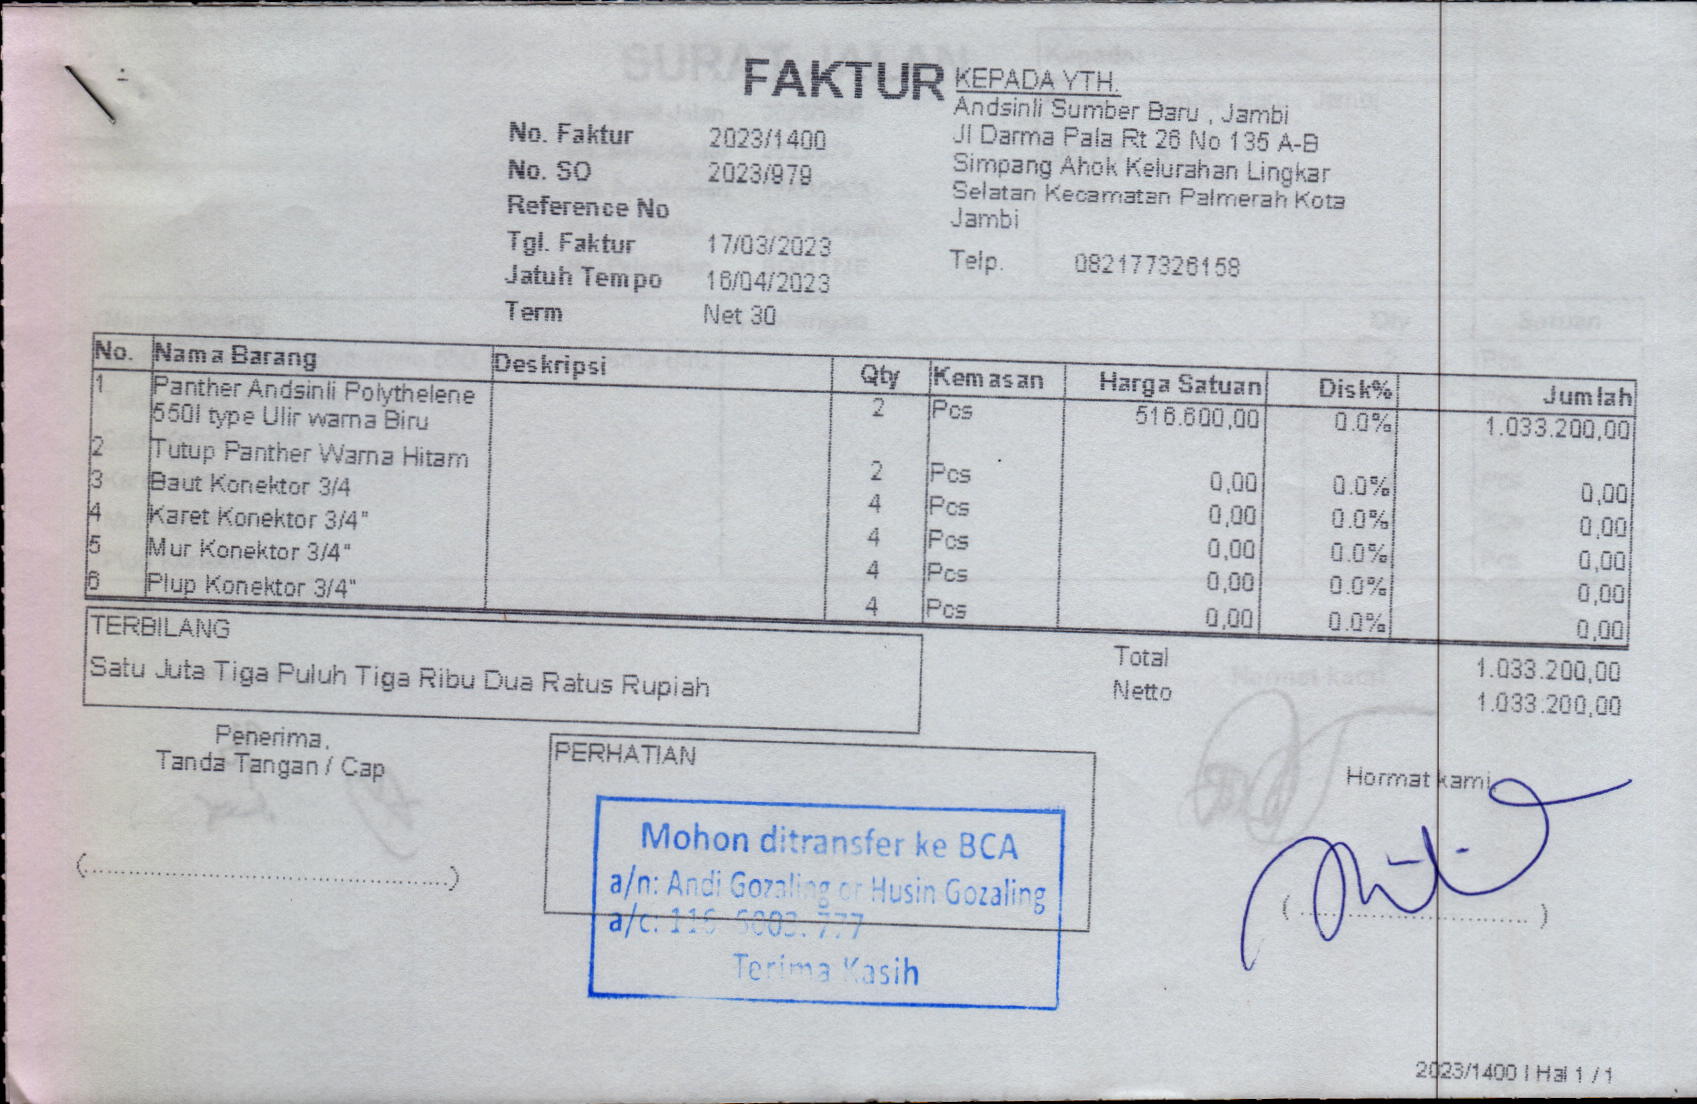 FAKTUR
No. Faktur 2023/1400
No. SO 2023/979
Reference No
Tgl. Faktur 17/03/2023
Jatuh Tempo 16/04/2023
Term Net 30
KEPADA YTH.
Andsinli Sumber Baru , Jambi
Jl Darma Pala Rt 26 No 135 A-B
Simpang Ahok Kelurahan Lingkar
Selatan Kecamatan Palmerah Kota
Jambi
Telp. 082177326158
No. Nama Barang Deskripsi Qty Kemasan Harga Satuan Disk% Jumlah
1 Panther Andsinli Polythelene 2 Pcs 516.600,00 0.0% 1.033.200,00
550l type Ulir warna Biru
2 Tutup Panther Warna Hitam 2 Pcs 0,00 0.0% 0,00
3 Baut Konektor 3/4 4 Pcs 0,00 0.0% 0,00
4 Karet Konektor 3/4" 4 Pcs 0,00 0.0% 0,00
5 Mur Konektor 3/4" 4 Pcs 0,00 0.0% 0,00
6 Plup Konektor 3/4" 4 Pcs 0,00 0.0% 0,00
TERBILANG
Satu Juta Tiga Puluh Tiga Ribu Dua Ratus Rupiah
Total 1.033.200,00
Netto 1.033.200,00
Penerima,
Tanda Tangan / Cap
(....................)
PERHATIAN
Mohon ditransfer ke BCA
a/n: Andi Gozaling or Husin Gozaling
a/c: 116
Terima Kasih
Hormat kami,
(....................)
2023/1400 | Hal 1 / 1